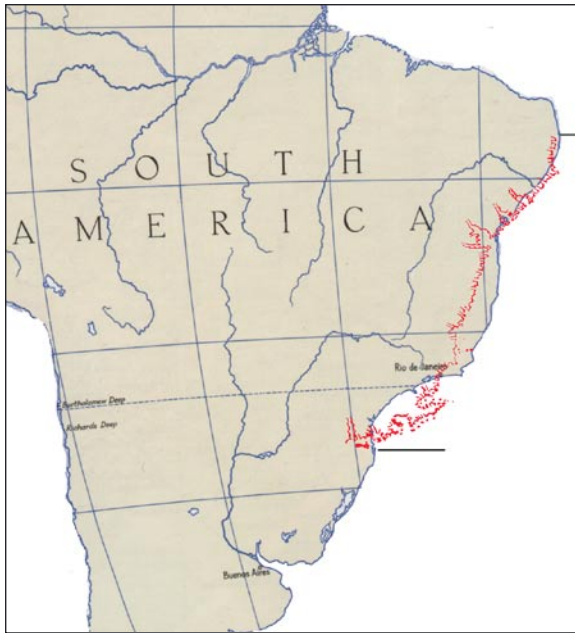 SOUTH
AMERICA
Rio de Janeiro
Bartholomew Deep
Richards Deep
Buenos Aires